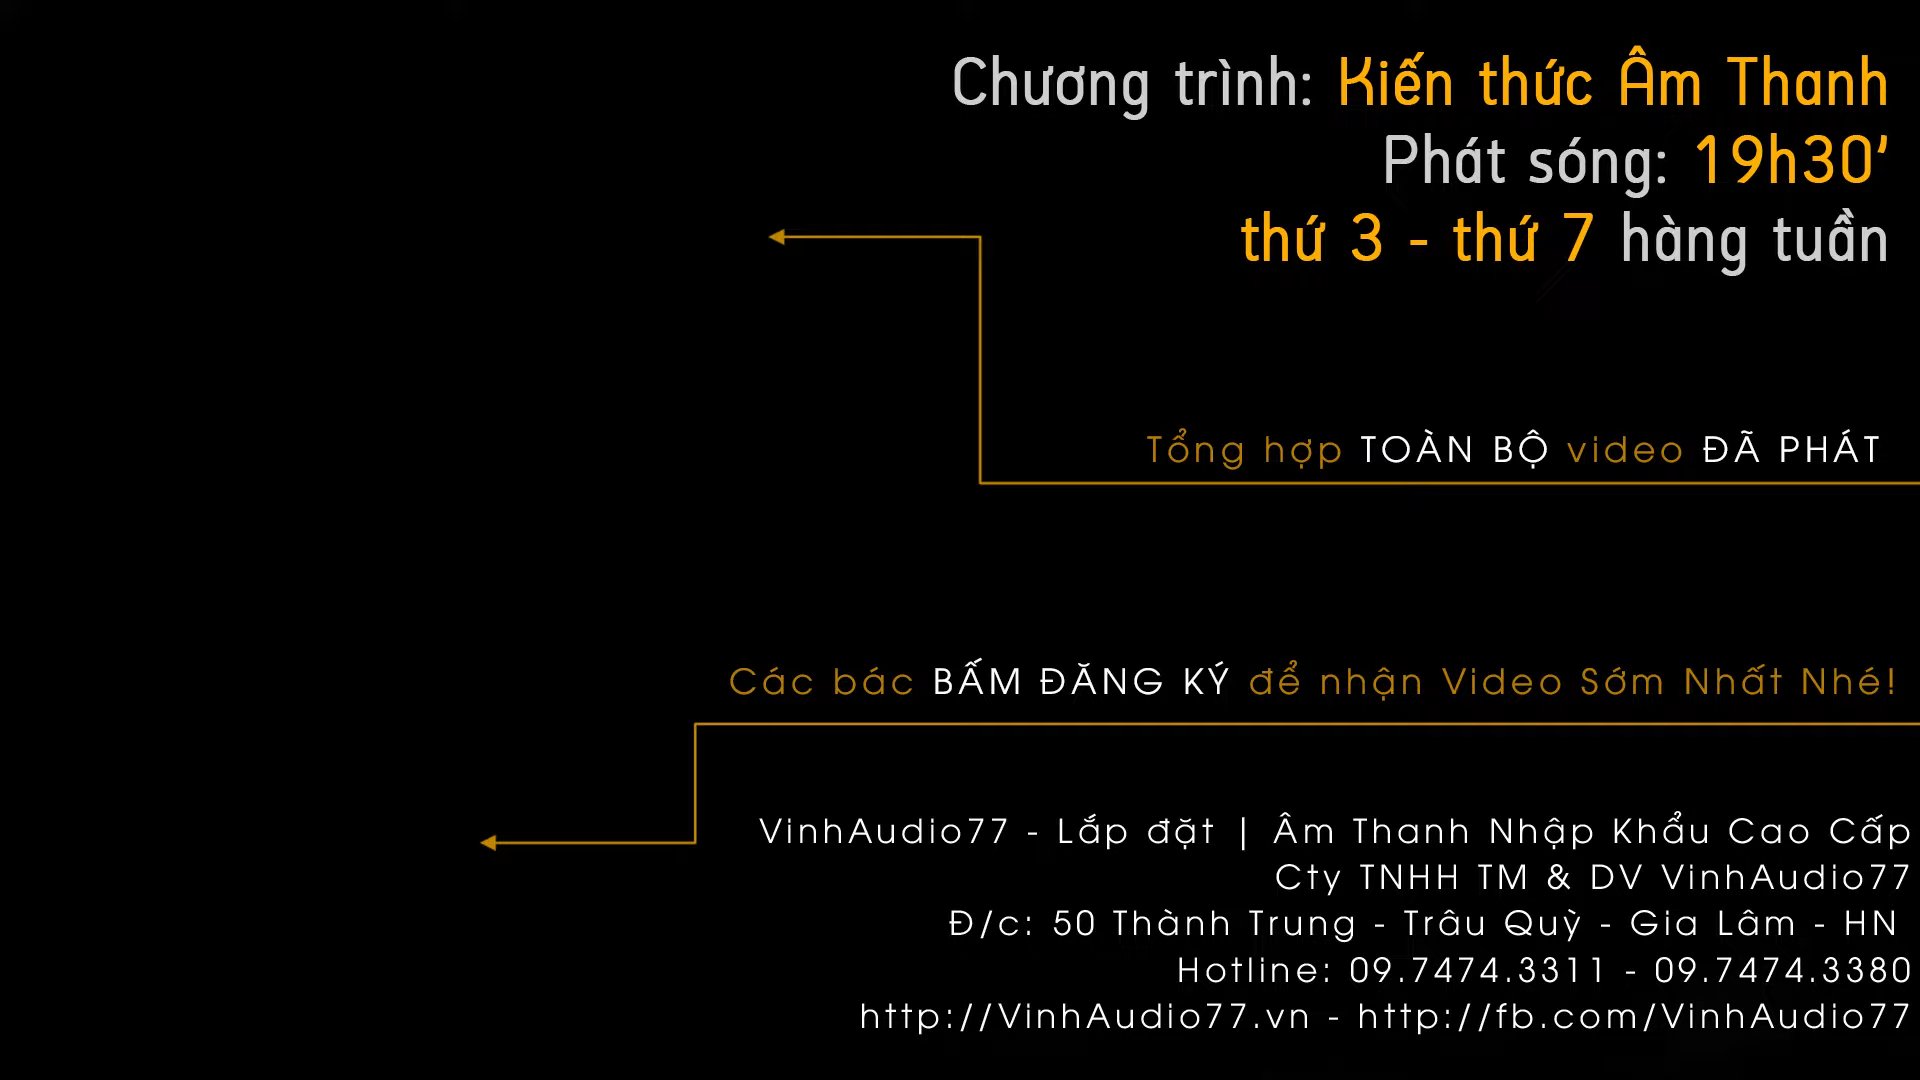 Chương trình: Kiến thức Âm Thanh
Phát sóng: 19h30’
thứ 3 - thứ 7 hàng tuần
Tổng hợp TOÀN BỘ video ĐÃ PHÁT
Các bác BẤM ĐĂNG KÝ để nhận Video Sớm Nhất Nhé!
VinhAudio77 - Lắp đặt | Âm Thanh Nhập Khẩu Cao Cấp
Cty TNHH TM & DV VinhAudio77
Đ/c: 50 Thành Trung - Trâu Quỳ - Gia Lâm - HN
Hotline: 09.7474.3311 - 09.7474.3380
http://VinhAudio77.vn - http://fb.com/VinhAudio77